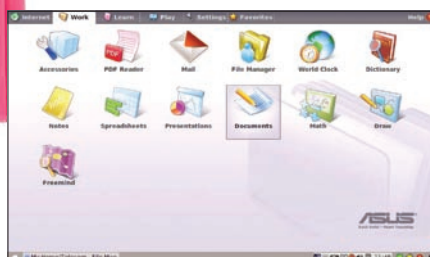 Internet Work Learn Play Settings Favorites Help
Accessories PDF Reader Mail File Manager World Clock Dictionary
PDF
Notes Spreadsheets Presentations Documents Math Draw
Freemind
ASUS